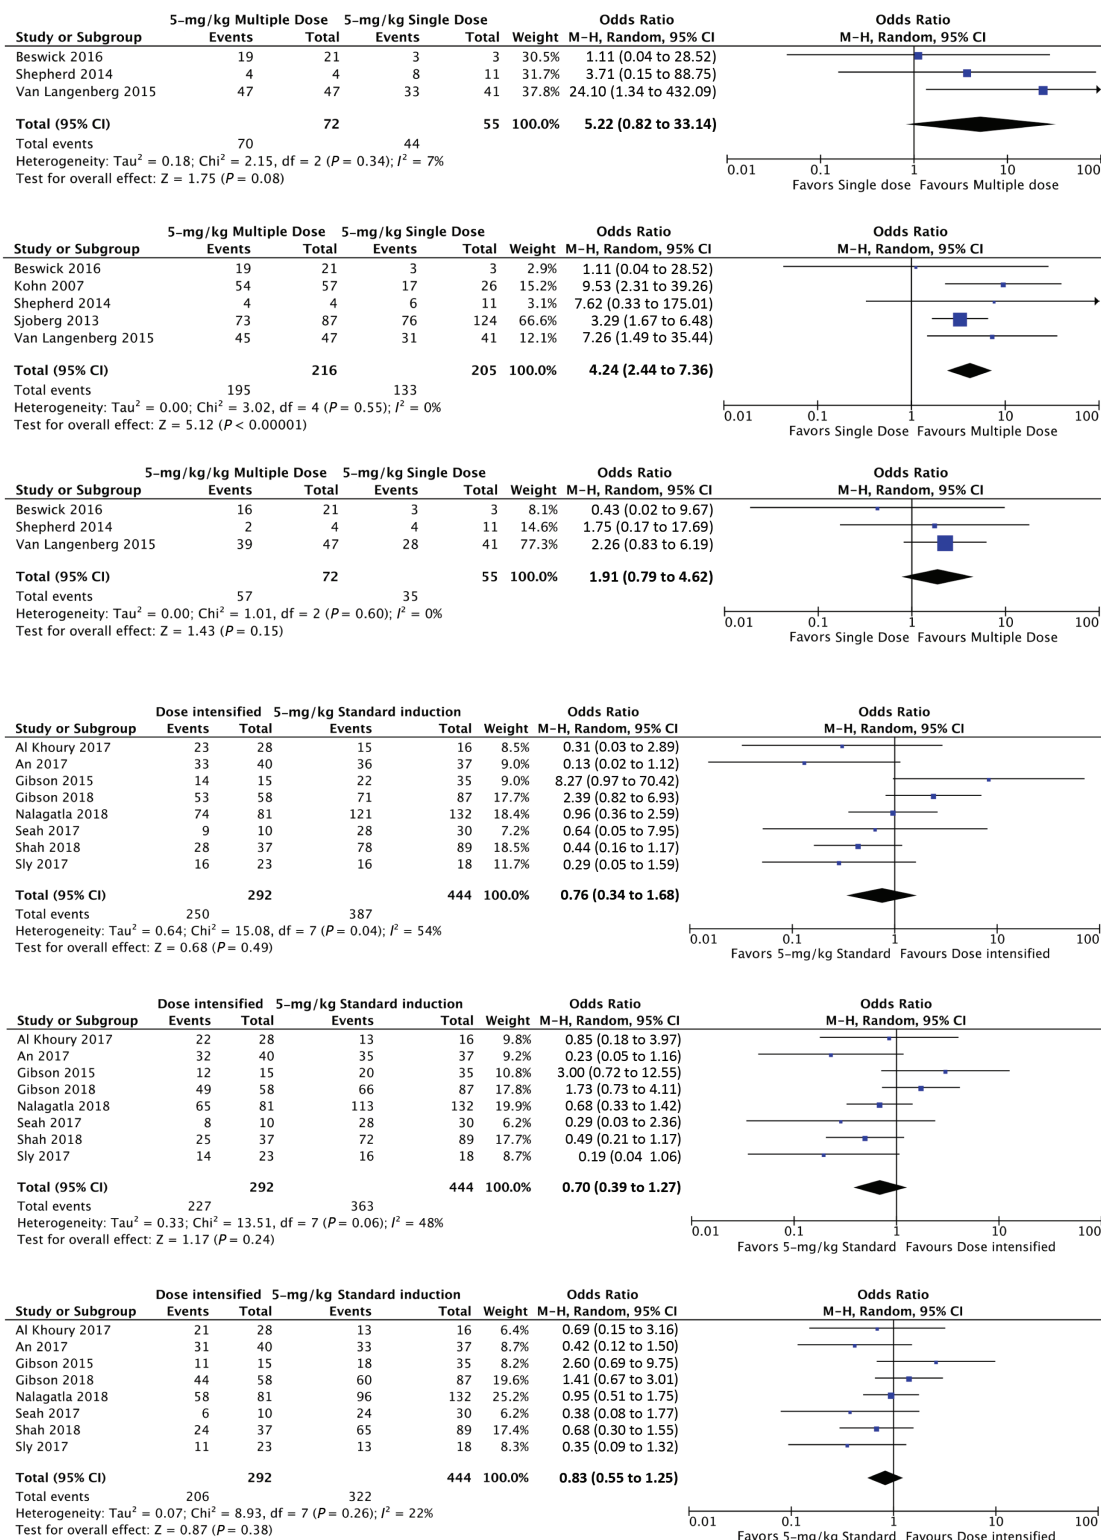 5-mg/kg Multiple Dose 5-mg/kg Single Dose Odds Ratio Odds Ratio
Study or Subgroup Events Total Events Total Weight M-H, Random, 95% CI M-H, Random, 95% CI
Beswick 2016 19 21 3 3 30.5% 1.11 (0.04 to 28.52)
Shepherd 2014 4 4 8 11 31.7% 3.71 (0.15 to 88.75)
Van Langenberg 2015 47 47 33 41 37.8% 24.10 (1.34 to 432.09)
Total (95% CI) 72 55 100.0% 5.22 (0.82 to 33.14)
Total events 70 44
Heterogeneity: Tau² = 0.18; Chi² = 2.15, df = 2 (P = 0.34); I² = 7%
Test for overall effect: Z = 1.75 (P = 0.08)
0.01 0.1 1 10 100
Favors Single dose Favours Multiple dose
5-mg/kg Multiple Dose 5-mg/kg Single Dose Odds Ratio Odds Ratio
Study or Subgroup Events Total Events Total Weight M-H, Random, 95% CI M-H, Random, 95% CI
Beswick 2016 19 21 3 3 2.9% 1.11 (0.04 to 28.52)
Kohn 2007 54 57 17 26 15.2% 9.53 (2.31 to 39.26)
Shepherd 2014 4 4 6 11 3.1% 7.62 (0.33 to 175.01)
Sjoberg 2013 73 87 76 124 66.6% 3.29 (1.67 to 6.48)
Van Langenberg 2015 45 47 31 41 12.1% 7.26 (1.49 to 35.44)
Total (95% CI) 216 205 100.0% 4.24 (2.44 to 7.36)
Total events 195 133
Heterogeneity: Tau² = 0.00; Chi² = 3.02, df = 4 (P = 0.55); I² = 0%
Test for overall effect: Z = 5.12 (P < 0.00001)
0.01 0.1 1 10 100
Favors Single Dose Favours Multiple Dose
5-mg/kg/kg Multiple Dose 5-mg/kg Single Dose Odds Ratio Odds Ratio
Study or Subgroup Events Total Events Total Weight M-H, Random, 95% CI M-H, Random, 95% CI
Beswick 2016 16 21 3 3 8.1% 0.43 (0.02 to 9.67)
Shepherd 2014 2 4 4 11 14.6% 1.75 (0.17 to 17.69)
Van Langenberg 2015 39 47 28 41 77.3% 2.26 (0.83 to 6.19)
Total (95% CI) 72 55 100.0% 1.91 (0.79 to 4.62)
Total events 57 35
Heterogeneity: Tau² = 0.00; Chi² = 1.01, df = 2 (P = 0.60); I² = 0%
Test for overall effect: Z = 1.43 (P = 0.15)
0.01 0.1 1 10 100
Favors Single Dose Favours Multiple Dose
Dose intensified 5-mg/kg Standard induction Odds Ratio Odds Ratio
Study or Subgroup Events Total Events Total Weight M-H, Random, 95% CI M-H, Random, 95% CI
Al Khoury 2017 23 28 15 16 8.5% 0.31 (0.03 to 2.89)
An 2017 33 40 36 37 9.0% 0.13 (0.02 to 1.12)
Gibson 2015 14 15 22 35 9.0% 8.27 (0.97 to 70.42)
Gibson 2018 53 58 71 87 17.7% 2.39 (0.82 to 6.93)
Nalagatla 2018 74 81 121 132 18.4% 0.96 (0.36 to 2.59)
Seah 2017 9 10 28 30 7.2% 0.64 (0.05 to 7.95)
Shah 2018 28 37 78 89 18.5% 0.44 (0.16 to 1.17)
Sly 2017 16 23 16 18 11.7% 0.29 (0.05 to 1.59)
Total (95% CI) 292 444 100.0% 0.76 (0.34 to 1.68)
Total events 250 387
Heterogeneity: Tau² = 0.64; Chi² = 15.08, df = 7 (P = 0.04); I² = 54%
Test for overall effect: Z = 0.68 (P = 0.49)
0.01 0.1 1 10 100
Favors 5-mg/kg Standard Favours Dose intensified
Dose intensified 5-mg/kg Standard induction Odds Ratio Odds Ratio
Study or Subgroup Events Total Events Total Weight M-H, Random, 95% CI M-H, Random, 95% CI
Al Khoury 2017 22 28 13 16 9.8% 0.85 (0.18 to 3.97)
An 2017 32 40 35 37 9.2% 0.23 (0.05 to 1.16)
Gibson 2015 12 15 20 35 10.8% 3.00 (0.72 to 12.55)
Gibson 2018 49 58 66 87 17.8% 1.73 (0.73 to 4.11)
Nalagatla 2018 65 81 113 132 19.9% 0.68 (0.33 to 1.42)
Seah 2017 8 10 28 30 6.2% 0.29 (0.03 to 2.36)
Shah 2018 25 37 72 89 17.7% 0.49 (0.21 to 1.17)
Sly 2017 14 23 16 18 8.7% 0.19 (0.04 1.06)
Total (95% CI) 292 444 100.0% 0.70 (0.39 to 1.27)
Total events 227 363
Heterogeneity: Tau² = 0.33; Chi² = 13.51, df = 7 (P = 0.06); I² = 48%
Test for overall effect: Z = 1.17 (P = 0.24)
0.01 0.1 1 10 100
Favors 5-mg/kg Standard Favours Dose intensified
Dose intensified 5-mg/kg Standard induction Odds Ratio Odds Ratio
Study or Subgroup Events Total Events Total Weight M-H, Random, 95% CI M-H, Random, 95% CI
Al Khoury 2017 21 28 13 16 6.4% 0.69 (0.15 to 3.16)
An 2017 31 40 33 37 8.7% 0.42 (0.12 to 1.50)
Gibson 2015 11 15 18 35 8.2% 2.60 (0.69 to 9.75)
Gibson 2018 44 58 60 87 19.6% 1.41 (0.67 to 3.01)
Nalagatla 2018 58 81 96 132 25.2% 0.95 (0.51 to 1.75)
Seah 2017 6 10 24 30 6.2% 0.38 (0.08 to 1.77)
Shah 2018 24 37 65 89 17.4% 0.68 (0.30 to 1.55)
Sly 2017 11 23 13 18 8.3% 0.35 (0.09 to 1.32)
Total (95% CI) 292 444 100.0% 0.83 (0.55 to 1.25)
Total events 206 322
Heterogeneity: Tau² = 0.07; Chi² = 8.93, df = 7 (P = 0.26); I² = 22%
Test for overall effect: Z = 0.87 (P = 0.38)
0.01 0.1 1 10 100
Favors 5-mg/kg Standard Favours Dose intensified